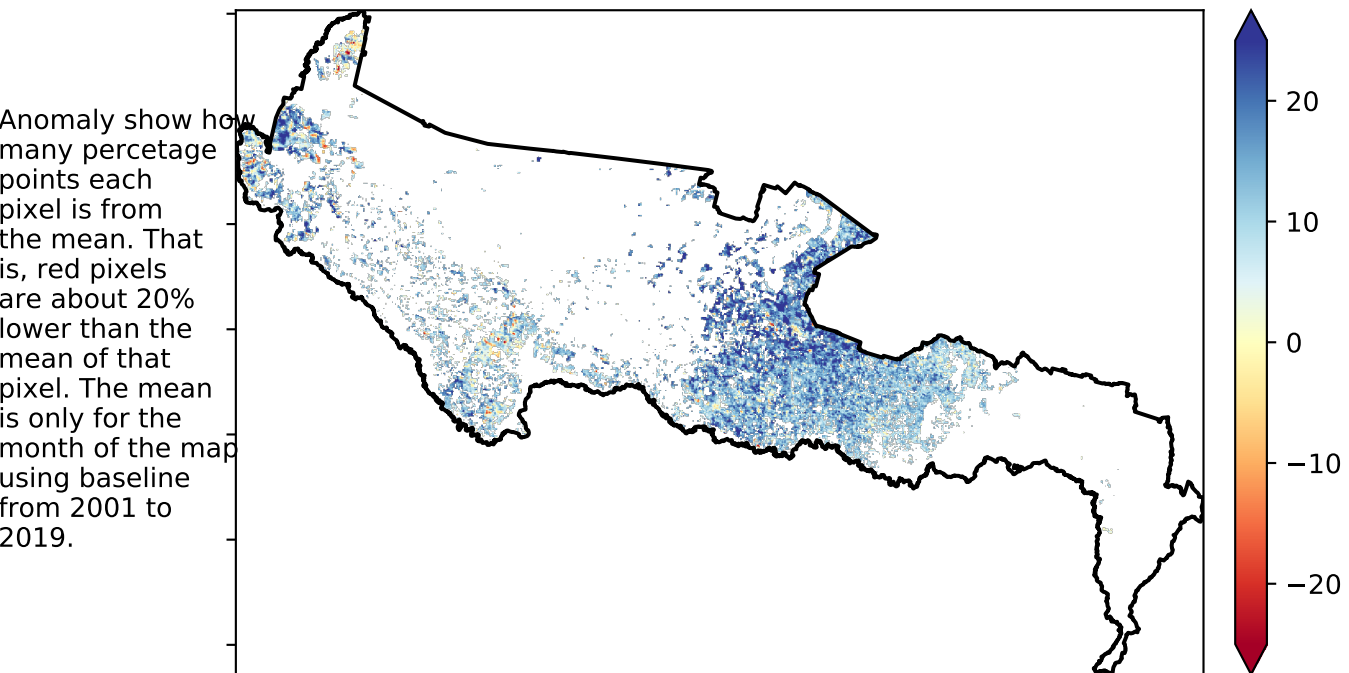 Anomaly show how
many percetage
points each
pixel is from
the mean. That
is, red pixels
are about 20%
lower than the
mean of that
pixel. The mean
is only for the
month of the map
using baseline
from 2001 to
2019.
20
10
0
−10
−20